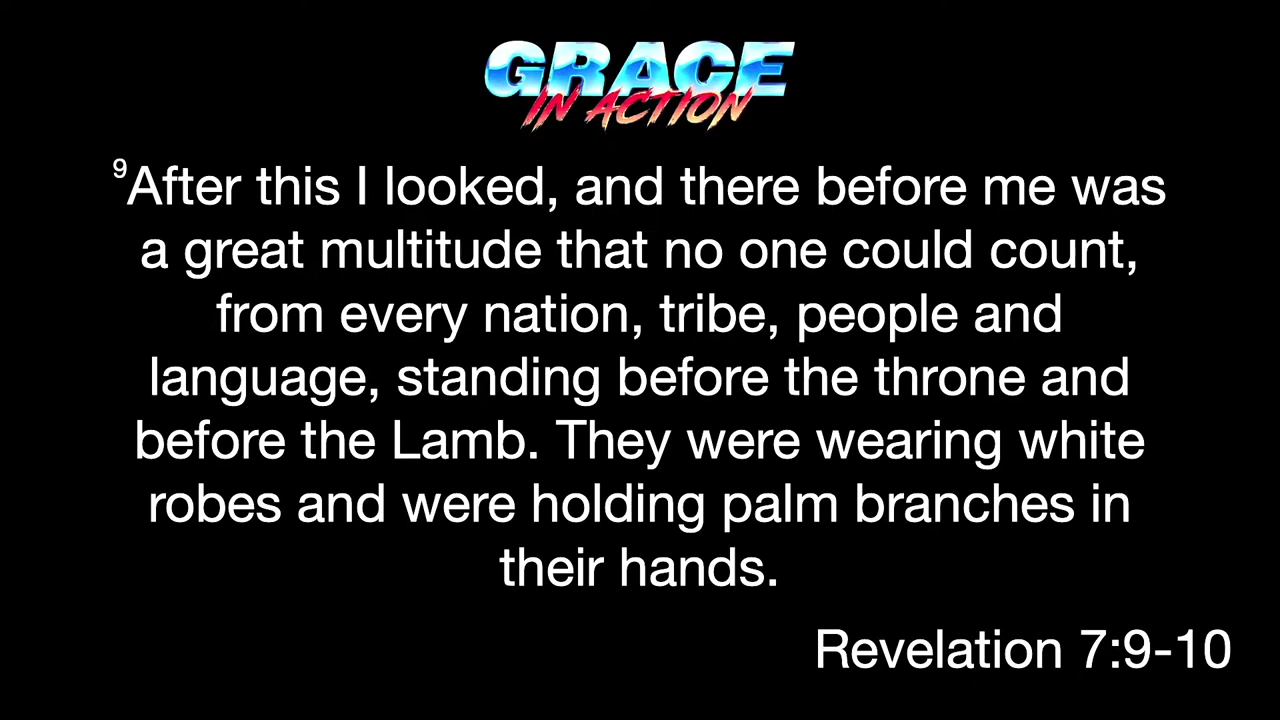 GRACE
IN ACTION
⁹After this I looked, and there before me was
a great multitude that no one could count,
from every nation, tribe, people and
language, standing before the throne and
before the Lamb. They were wearing white
robes and were holding palm branches in
their hands.
Revelation 7:9-10